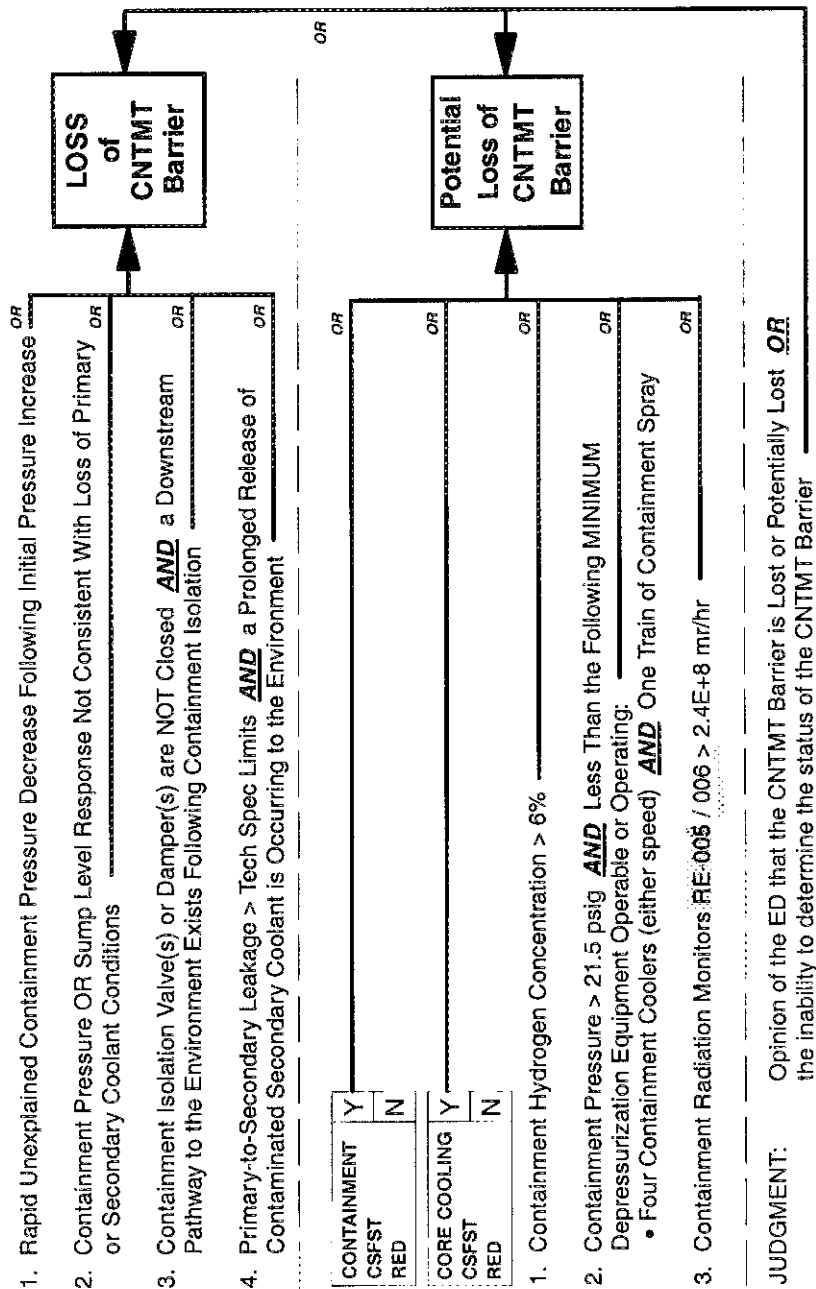 1. Rapid Unexplained Containment Pressure Decrease Following Initial Pressure Increase
OR
2. Containment Pressure OR Sump Level Response Not Consistent With Loss of Primary
or Secondary Coolant Conditions
OR
3. Containment Isolation Valve(s) or Damper(s) are NOT Closed AND a Downstream
Pathway to the Environment Exists Following Containment Isolation
OR
4. Primary-to-Secondary Leakage > Tech Spec Limits AND a Prolonged Release of
Contaminated Secondary Coolant is Occurring to the Environment
OR
LOSS
of
CNTMT
Barrier
OR
CONTAINMENT
CSFST
RED
Y
N
OR
CORE COOLING
CSFST
RED
Y
N
OR
1. Containment Hydrogen Concentration > 6%
OR
2. Containment Pressure > 21.5 psig AND Less Than the Following MINIMUM
Depressurization Equipment Operable or Operating:
• Four Containment Coolers (either speed) AND One Train of Containment Spray
OR
3. Containment Radiation Monitors RE-005 / 006 > 2.4E+8 mr/hr
OR
Potential
Loss of
CNTMT
Barrier
JUDGMENT: Opinion of the ED that the CNTMT Barrier is Lost or Potentially Lost OR
the inability to determine the status of the CNTMT Barrier